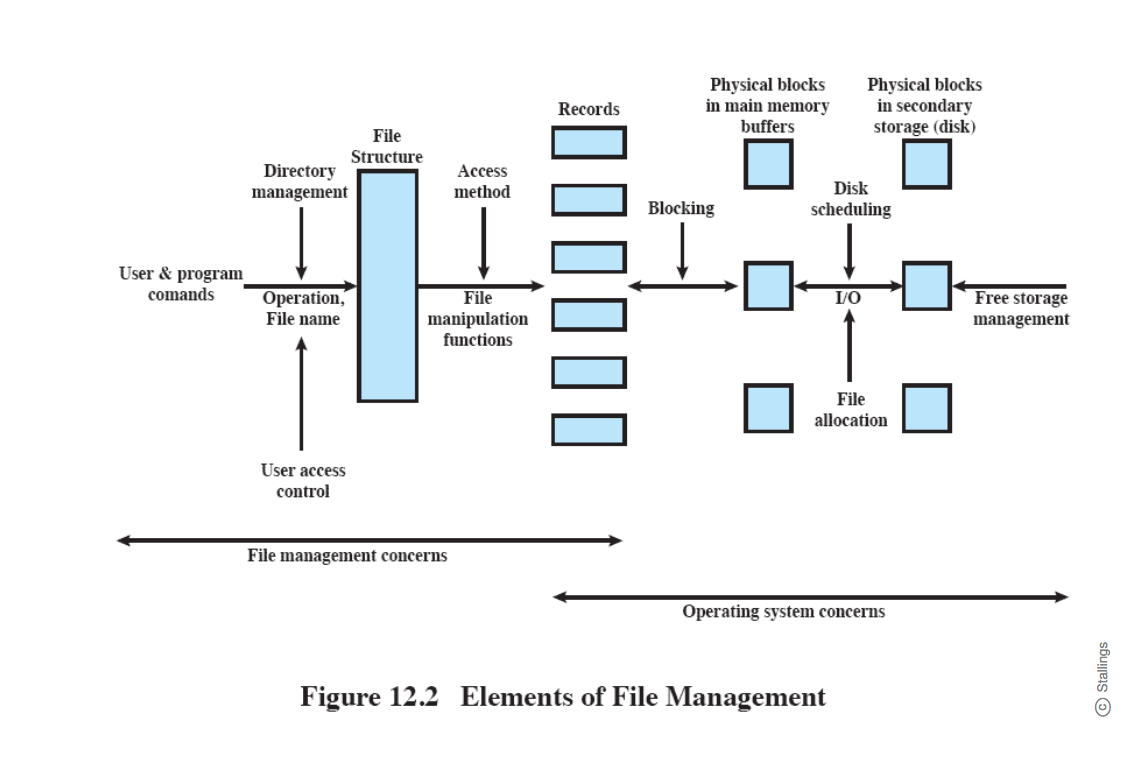 Physical blocks
in main memory
buffers
Physical blocks
in secondary
storage (disk)
Records
File
Structure
Directory
management
Access
method
Blocking
Disk
scheduling
User & program
comands
Operation,
File name
File
manipulation
functions
I/O
Free storage
management
File
allocation
User access
control
File management concerns
Operating system concerns
Figure 12.2 Elements of File Management
© Stallings